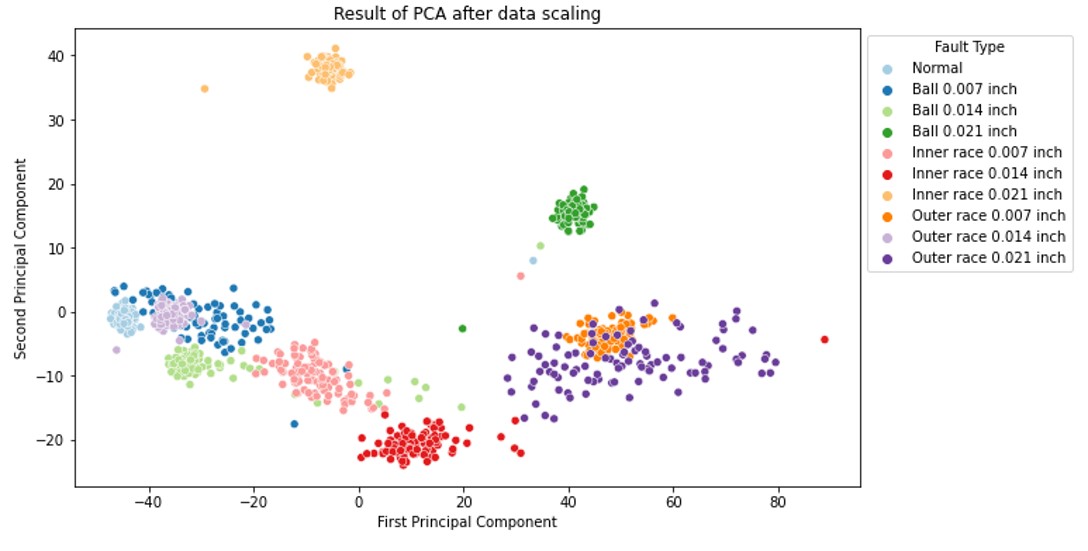 Result of PCA after data scaling
Second Principal Component
40
30
20
10
0
−10
−20
−40
−20
0
20
40
60
80
First Principal Component
Fault Type
Normal
Ball 0.007 inch
Ball 0.014 inch
Ball 0.021 inch
Inner race 0.007 inch
Inner race 0.014 inch
Inner race 0.021 inch
Outer race 0.007 inch
Outer race 0.014 inch
Outer race 0.021 inch